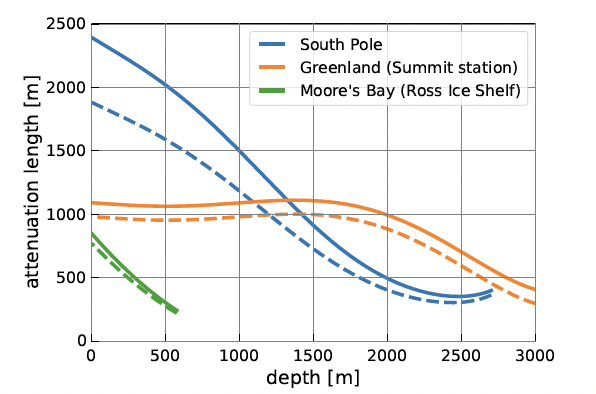 2500
2000
1500
1000
500
0
attenuation length [m]
South Pole
Greenland (Summit station)
Moore's Bay (Ross Ice Shelf)
0 500 1000 1500 2000 2500 3000
depth [m]